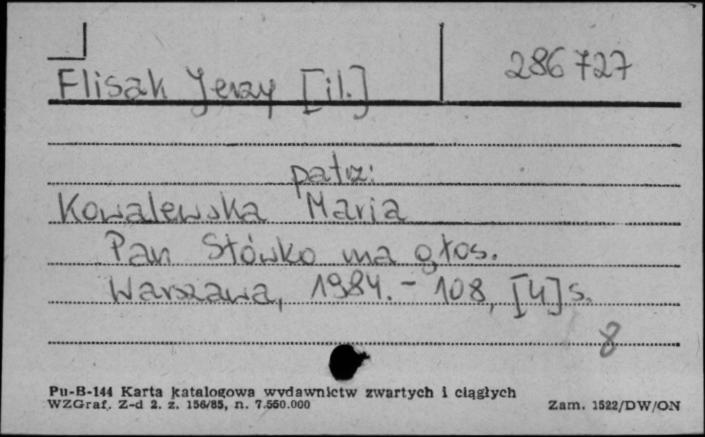 286727
Flisak Jerzy [il.]
patrz:
Kowalewska Maria
Pan Słówko ma głos.
Warszawa, 1984. - 108, [4] s.
8
Pu-B-144 Karta katalogowa wydawnictw zwartych i ciągłych
WZGraf. Z-d 2. z. 156/85, n. 7.550.000
Zam. 1522/DW/ON